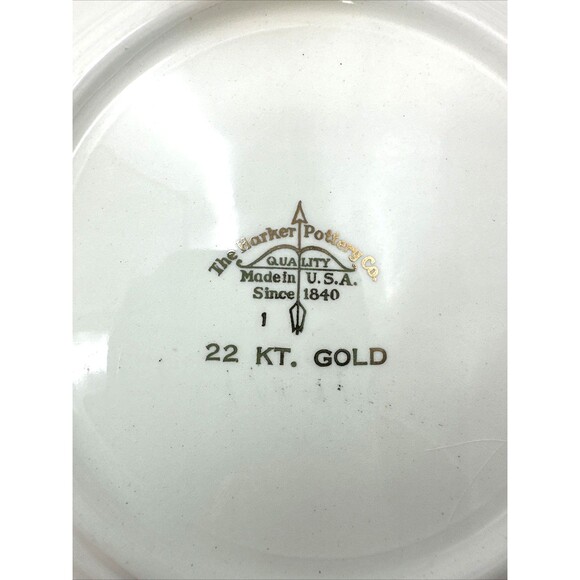 The Harker Pottery Co.
QUALITY
Made in U.S.A.
Since 1840
1
22 KT. GOLD